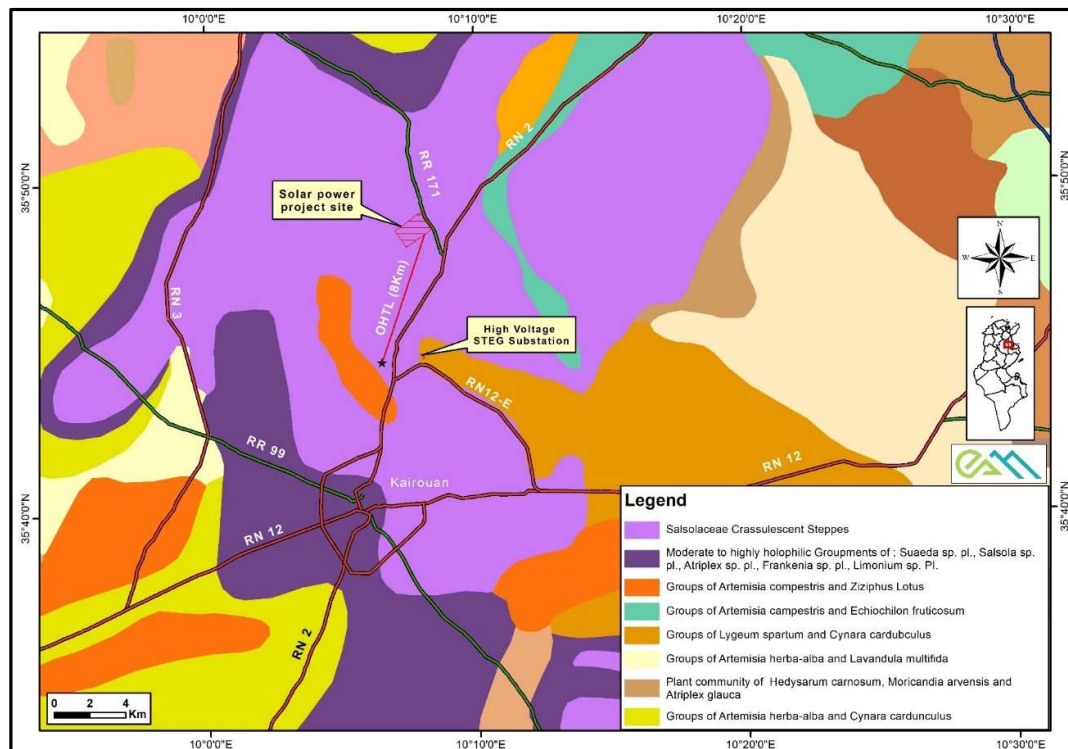 10°0'0"E
10°10'0"E
10°20'0"E
10°30'0"E
35°50'0"N
35°50'0"N
RN 2
RR 171
Solar power
project site
OHTL (8Km)
RN 3
High Voltage
STEG Substation
RN12-E
RR 99
Kairouan
RN 12
RN 12
RN 2
35°40'0"N
35°40'0"N
N
W
E
S
Legend
Salsolaceae Crassulescent Steppes
Moderate to highly holophilic Groupments of : Suaeda sp. pl., Salsola sp.
pl., Atriplex sp. pl., Frankenia sp. pl., Limonium sp. Pl.
Groups of Artemisia compestris and Ziziphus Lotus
Groups of Artemisia campestris and Echiochilon fruticosum
Groups of Lygeum spartum and Cynara cardubculus
Groups of Artemisia herba-alba and Lavandula multifida
Plant community of Hedysarum carnosum, Moricandia arvensis and
Atriplex glauca
Groups of Artemisia herba-alba and Cynara cardunculus
0 2 4
Km
10°0'0"E
10°10'0"E
10°20'0"E
10°30'0"E